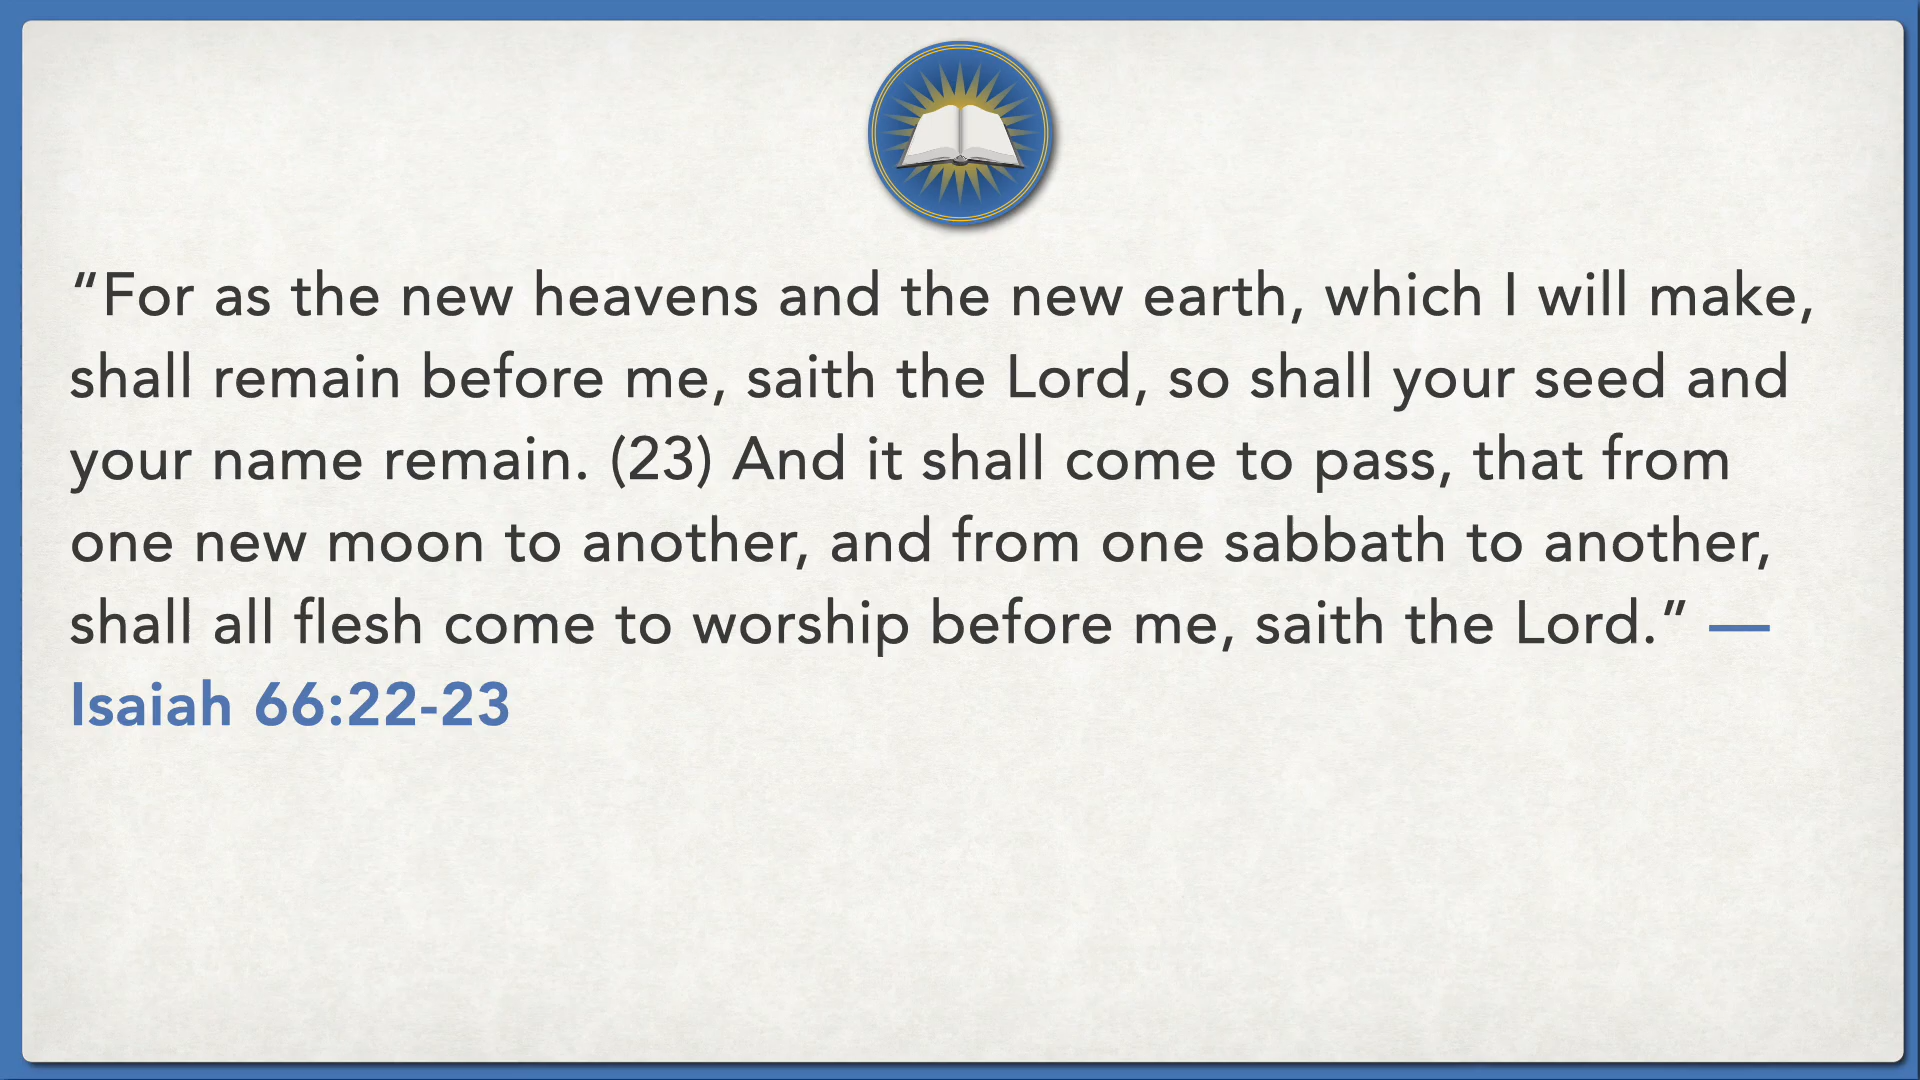 “For as the new heavens and the new earth, which I will make,
shall remain before me, saith the Lord, so shall your seed and
your name remain. (23) And it shall come to pass, that from
one new moon to another, and from one sabbath to another,
shall all flesh come to worship before me, saith the Lord.” —
Isaiah 66:22-23